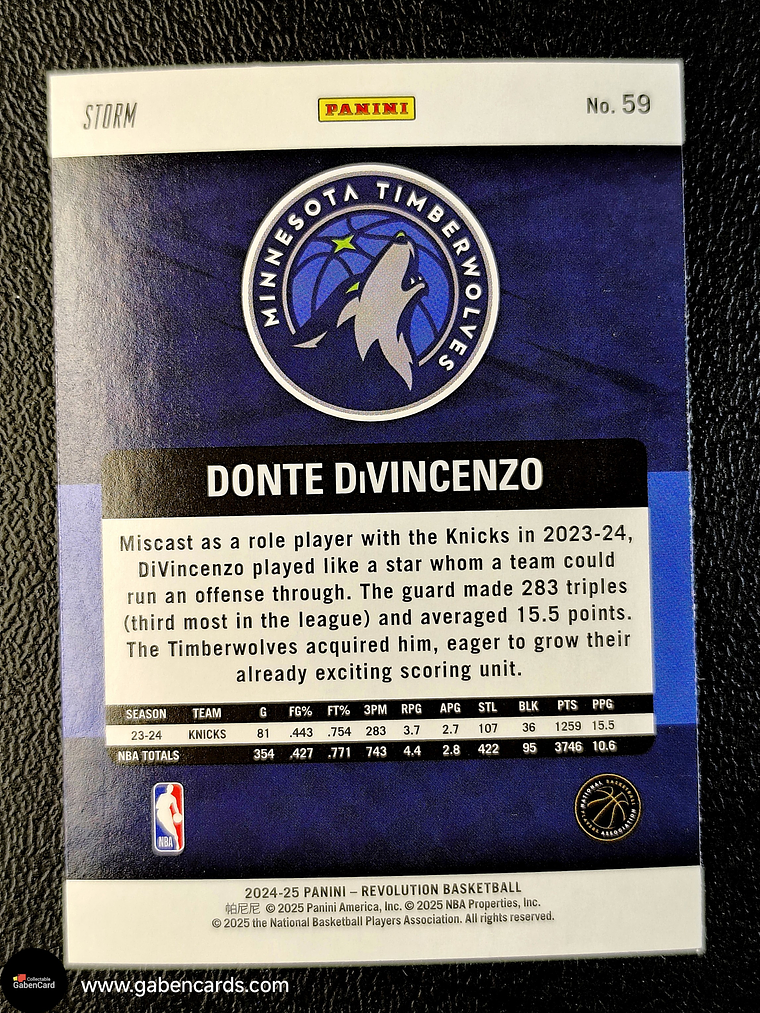 STORM
PANINI
No. 59
MINNESOTA TIMBERWOLVES
DONTE DiVINCENZO
Miscast as a role player with the Knicks in 2023-24,
DiVincenzo played like a star whom a team could
run an offense through. The guard made 283 triples
(third most in the league) and averaged 15.5 points.
The Timberwolves acquired him, eager to grow their
already exciting scoring unit.
SEASON TEAM G FG% FT% 3PM RPG APG STL BLK PTS PPG
23-24 KNICKS 81 .443 .754 283 3.7 2.7 107 36 1259 15.5
NBA TOTALS 354 .427 .771 743 4.4 2.8 422 95 3746 10.6
NBA
NATIONAL BASKETBALL PLAYERS ASSOCIATION
2024-25 PANINI – REVOLUTION BASKETBALL
帕尼尼 © 2025 Panini America, Inc. © 2025 NBA Properties, Inc.
© 2025 the National Basketball Players Association. All rights reserved.
Collectable
GabenCard
www.gabencards.com